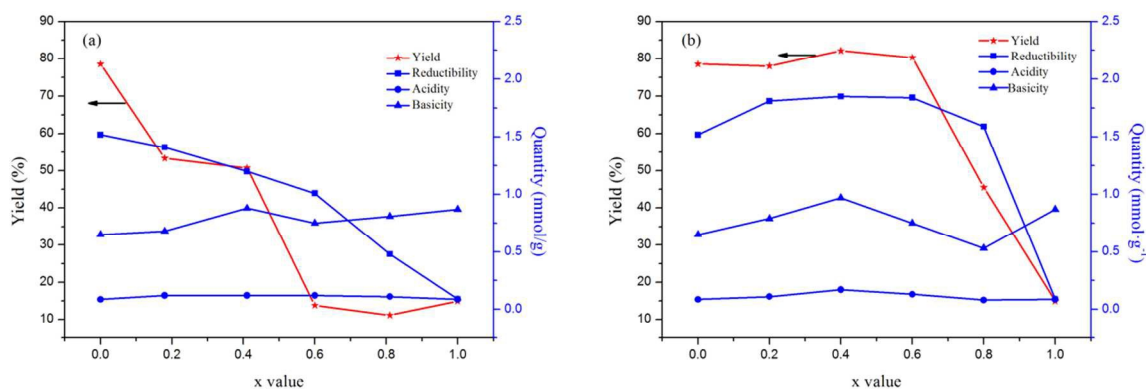 (a)
Yield
Reductibility
Acidity
Basicity
90
80
70
60
50
40
30
20
10
Yield (%)
2.5
2.0
1.5
1.0
0.5
0.0
Quantity (mmol/g)
0.0 0.2 0.4 0.6 0.8 1.0
x value
(b)
Yield
Reductibility
Acidity
Basicity
90
80
70
60
50
40
30
20
10
Yield (%)
2.5
2.0
1.5
1.0
0.5
0.0
Quantity (mmol·g⁻¹)
0.0 0.2 0.4 0.6 0.8 1.0
x value